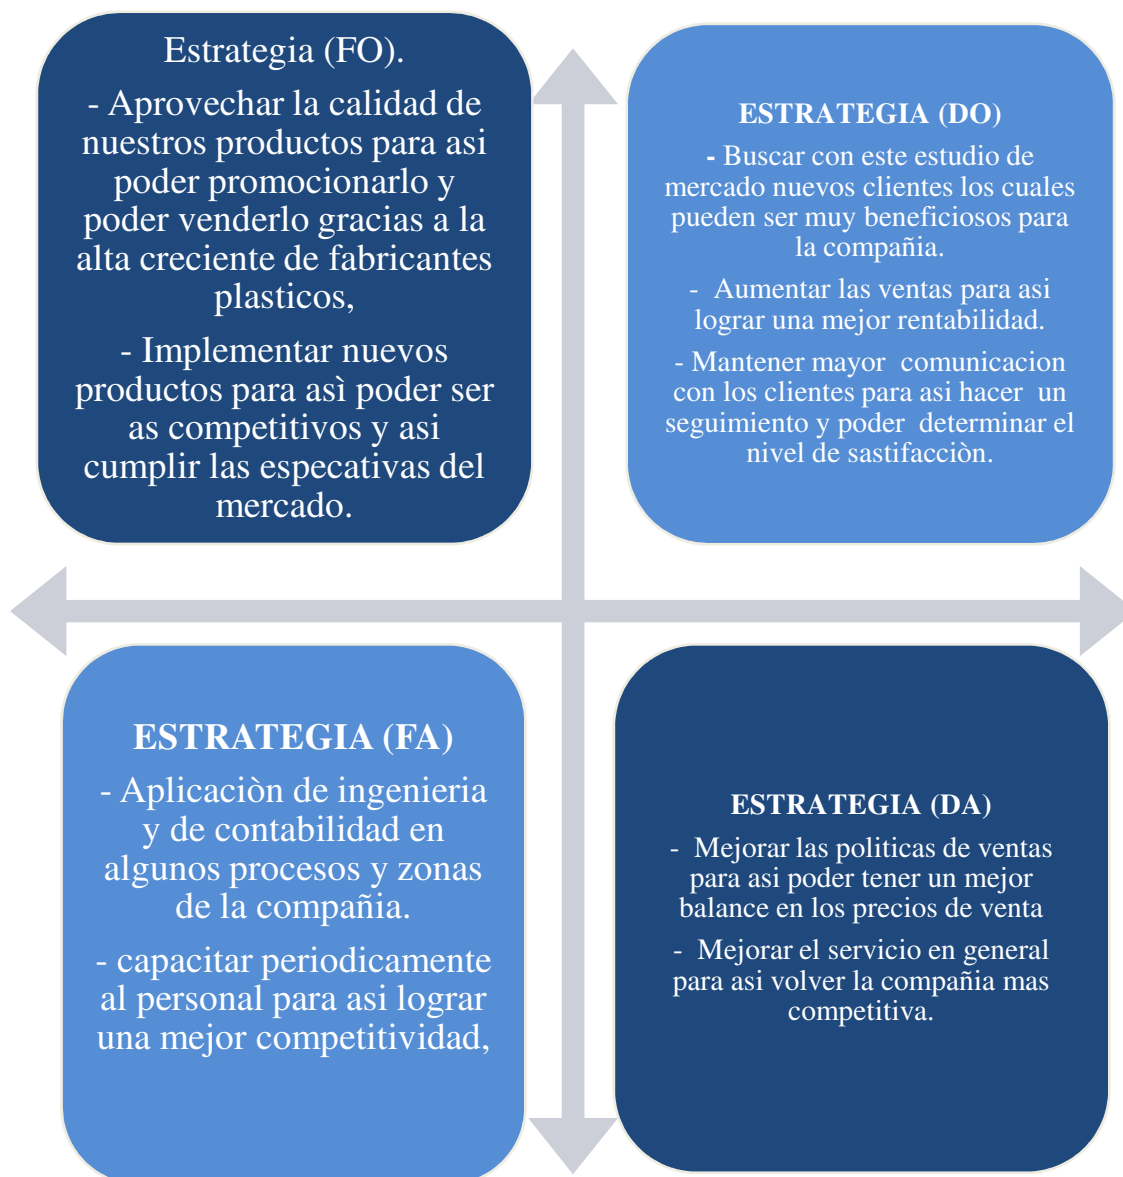 Estrategia (FO).
- Aprovechar la calidad de
nuestros productos para asi
poder promocionarlo y
poder venderlo gracias a la
alta creciente de fabricantes
plasticos,
- Implementar nuevos
productos para asì poder ser
as competitivos y asi
cumplir las especativas del
mercado.
ESTRATEGIA (DO)
- Buscar con este estudio de
mercado nuevos clientes los cuales
pueden ser muy beneficiosos para
la compañia.
- Aumentar las ventas para asi
lograr una mejor rentabilidad.
- Mantener mayor comunicacion
con los clientes para asi hacer un
seguimiento y poder determinar el
nivel de sastifacciòn.
ESTRATEGIA (FA)
- Aplicaciòn de ingenieria
y de contabilidad en
algunos procesos y zonas
de la compañia.
- capacitar periodicamente
al personal para asi lograr
una mejor competitividad,
ESTRATEGIA (DA)
- Mejorar las politicas de ventas
para asi poder tener un mejor
balance en los precios de venta
- Mejorar el servicio en general
para asi volver la compañia mas
competitiva.